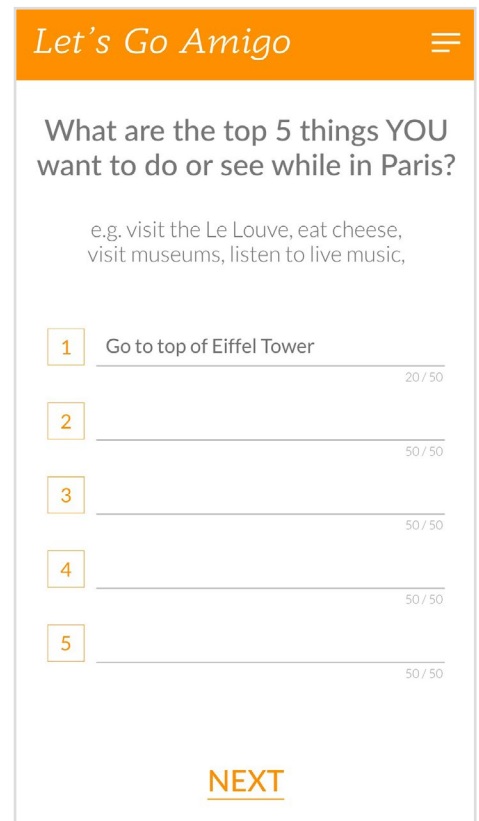 Let's Go Amigo
What are the top 5 things YOU
want to do or see while in Paris?
e.g. visit the Le Louve, eat cheese,
visit museums, listen to live music,
1 Go to top of Eiffel Tower
20 / 50
2
50 / 50
3
50 / 50
4
50 / 50
5
50 / 50
NEXT